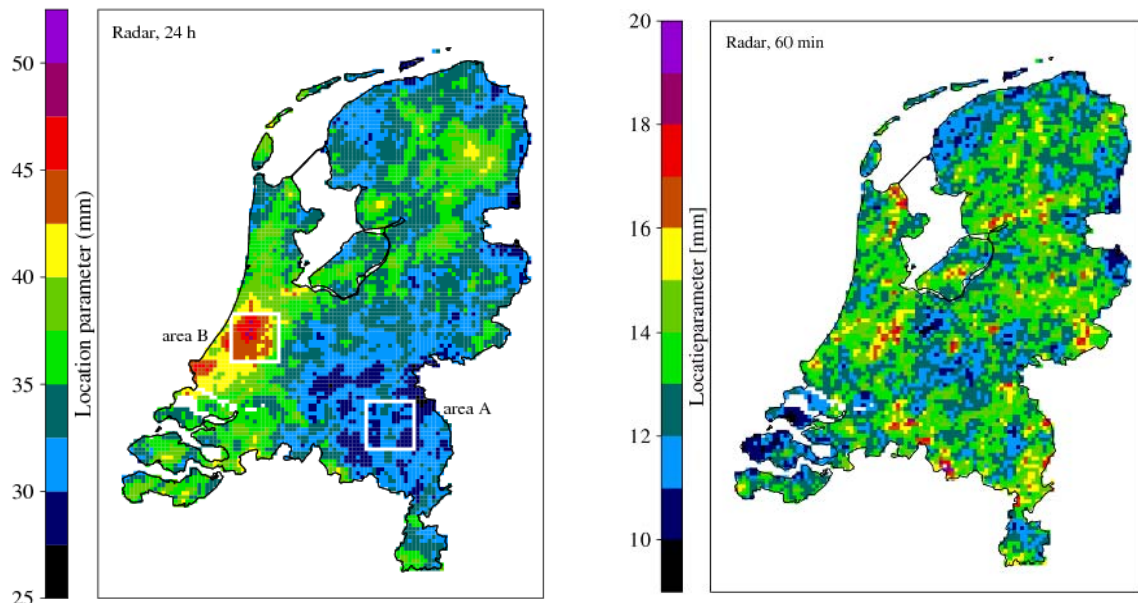 Radar, 24 h
50
45
40
35
30
25
Location parameter (mm)
area B
area A
Radar, 60 min
20
18
16
14
12
10
Locatieparameter [mm]